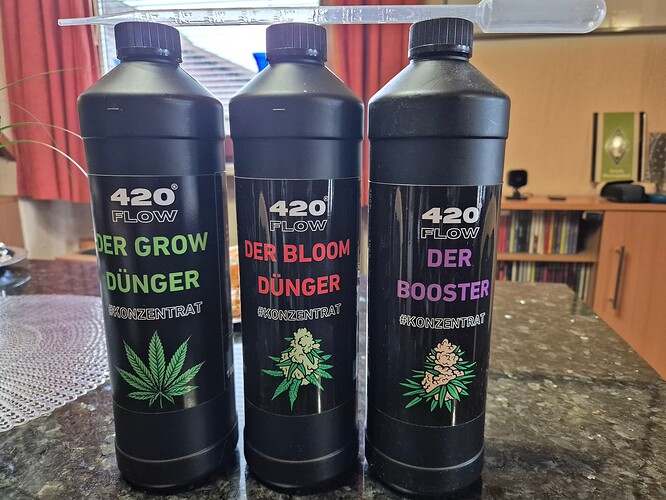 420®
FLOW
DER GROW
DÜNGER
#KONZENTRAT
420®
FLOW
DER BLOOM
DÜNGER
#KONZENTRAT
420®
FLOW
DER
BOOSTER
#KONZENTRAT